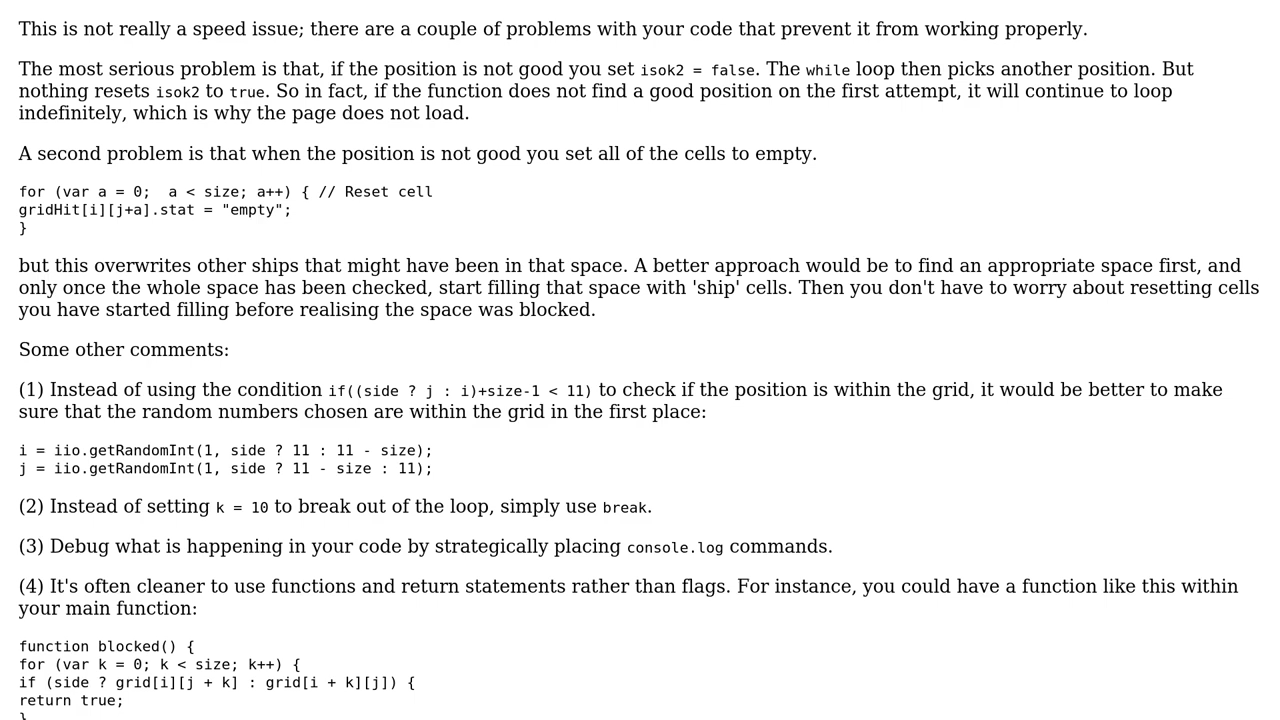 This is not really a speed issue; there are a couple of problems with your code that prevent it from working properly.
The most serious problem is that, if the position is not good you set isok2 = false. The while loop then picks another position. But
nothing resets isok2 to true. So in fact, if the function does not find a good position on the first attempt, it will continue to loop
indefinitely, which is why the page does not load.
A second problem is that when the position is not good you set all of the cells to empty.
for (var a = 0;  a < size; a++) { // Reset cell
gridHit[i][j+a].stat = "empty";
}
but this overwrites other ships that might have been in that space. A better approach would be to find an appropriate space first, and
only once the whole space has been checked, start filling that space with 'ship' cells. Then you don't have to worry about resetting cells
you have started filling before realising the space was blocked.
Some other comments:
(1) Instead of using the condition if((side ? j : i)+size-1 < 11) to check if the position is within the grid, it would be better to make
sure that the random numbers chosen are within the grid in the first place:
i = iio.getRandomInt(1, side ? 11 : 11 - size);
j = iio.getRandomInt(1, side ? 11 - size : 11);
(2) Instead of setting k = 10 to break out of the loop, simply use break.
(3) Debug what is happening in your code by strategically placing console.log commands.
(4) It's often cleaner to use functions and return statements rather than flags. For instance, you could have a function like this within
your main function:
function blocked() {
for (var k = 0; k < size; k++) {
if (side ? grid[i][j + k] : grid[i + k][j]) {
return true;
}